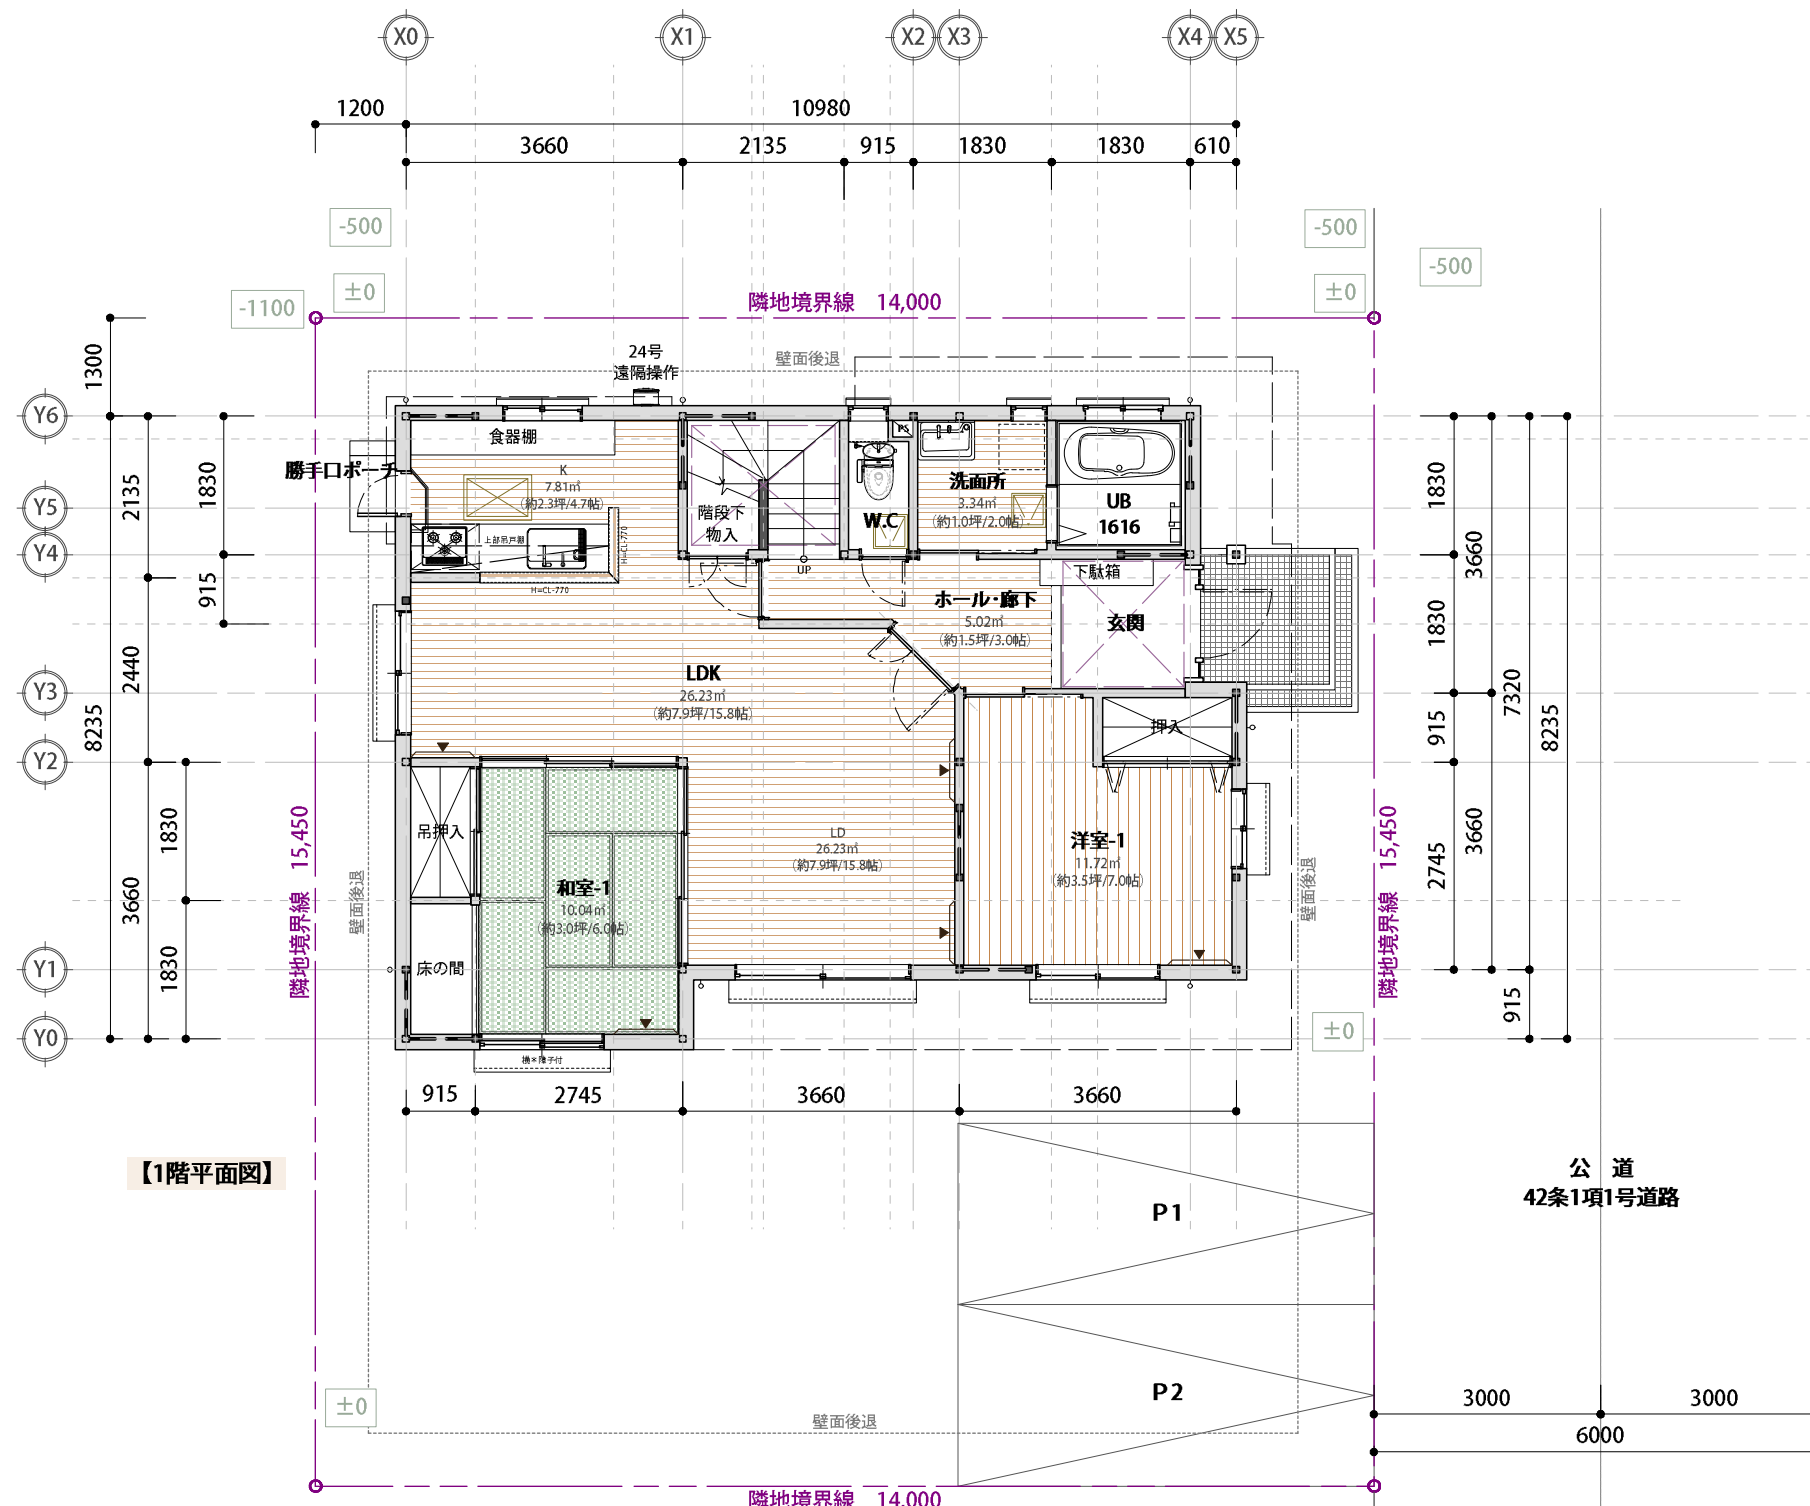 X0
X1
X2
X3
X4
X5
1200
10980
3660
2135
915
1830
1830
610
-500
-500
-500
±0
±0
-1100
隣地境界線 14,000
1300
24号
遠隔操作
壁面後退
Y6
Y5
Y4
Y3
Y2
Y1
Y0
8235
2135
2440
3660
1830
915
1830
1830
勝手口ポーチ
食器棚
K
7.81㎡
(約2.3坪/4.7帖)
上部吊戸棚
H=CL-770
H=CL-770
階段下
物入
UP
W.C
PS
洗面所
3.34㎡
(約1.0坪/2.0帖)
UB
1616
下駄箱
ホール・廊下
5.02㎡
(約1.5坪/3.0帖)
玄関
LDK
26.23㎡
(約7.9坪/15.8帖)
押入
吊押入
LD
26.23㎡
(約7.9坪/15.8帖)
和室-1
10.04㎡
(約3.0坪/6.0帖)
洋室-1
11.72㎡
(約3.5坪/7.0帖)
床の間
隣地境界線 15,450
壁面後退
壁面後退
隣地境界線 15,450
1830
1830
915
2745
3660
3660
7320
915
8235
±0
915
2745
3660
3660
【1階平面図】
P1
P2
公 道
42条1項1号道路
±0
壁面後退
3000
3000
6000
隣地境界線 14,000